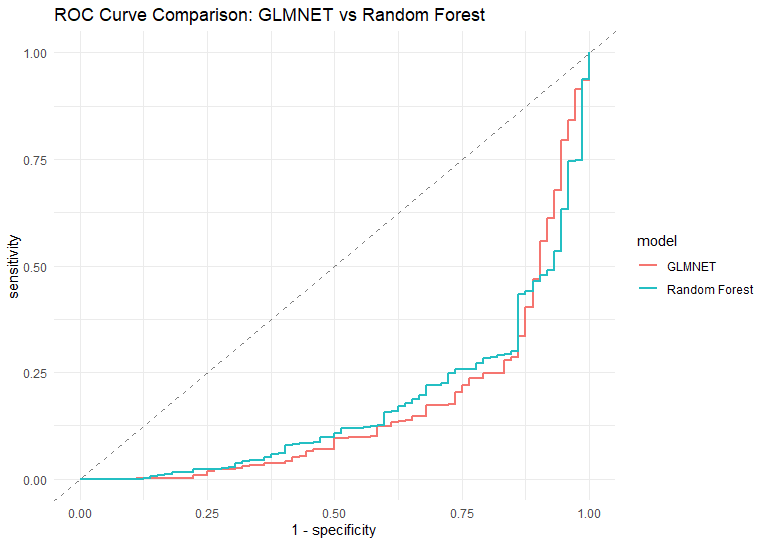 ROC Curve Comparison: GLMNET vs Random Forest
1.00
0.75
0.50
0.25
0.00
sensitivity
0.00 0.25 0.50 0.75 1.00
1 - specificity
model
GLMNET
Random Forest